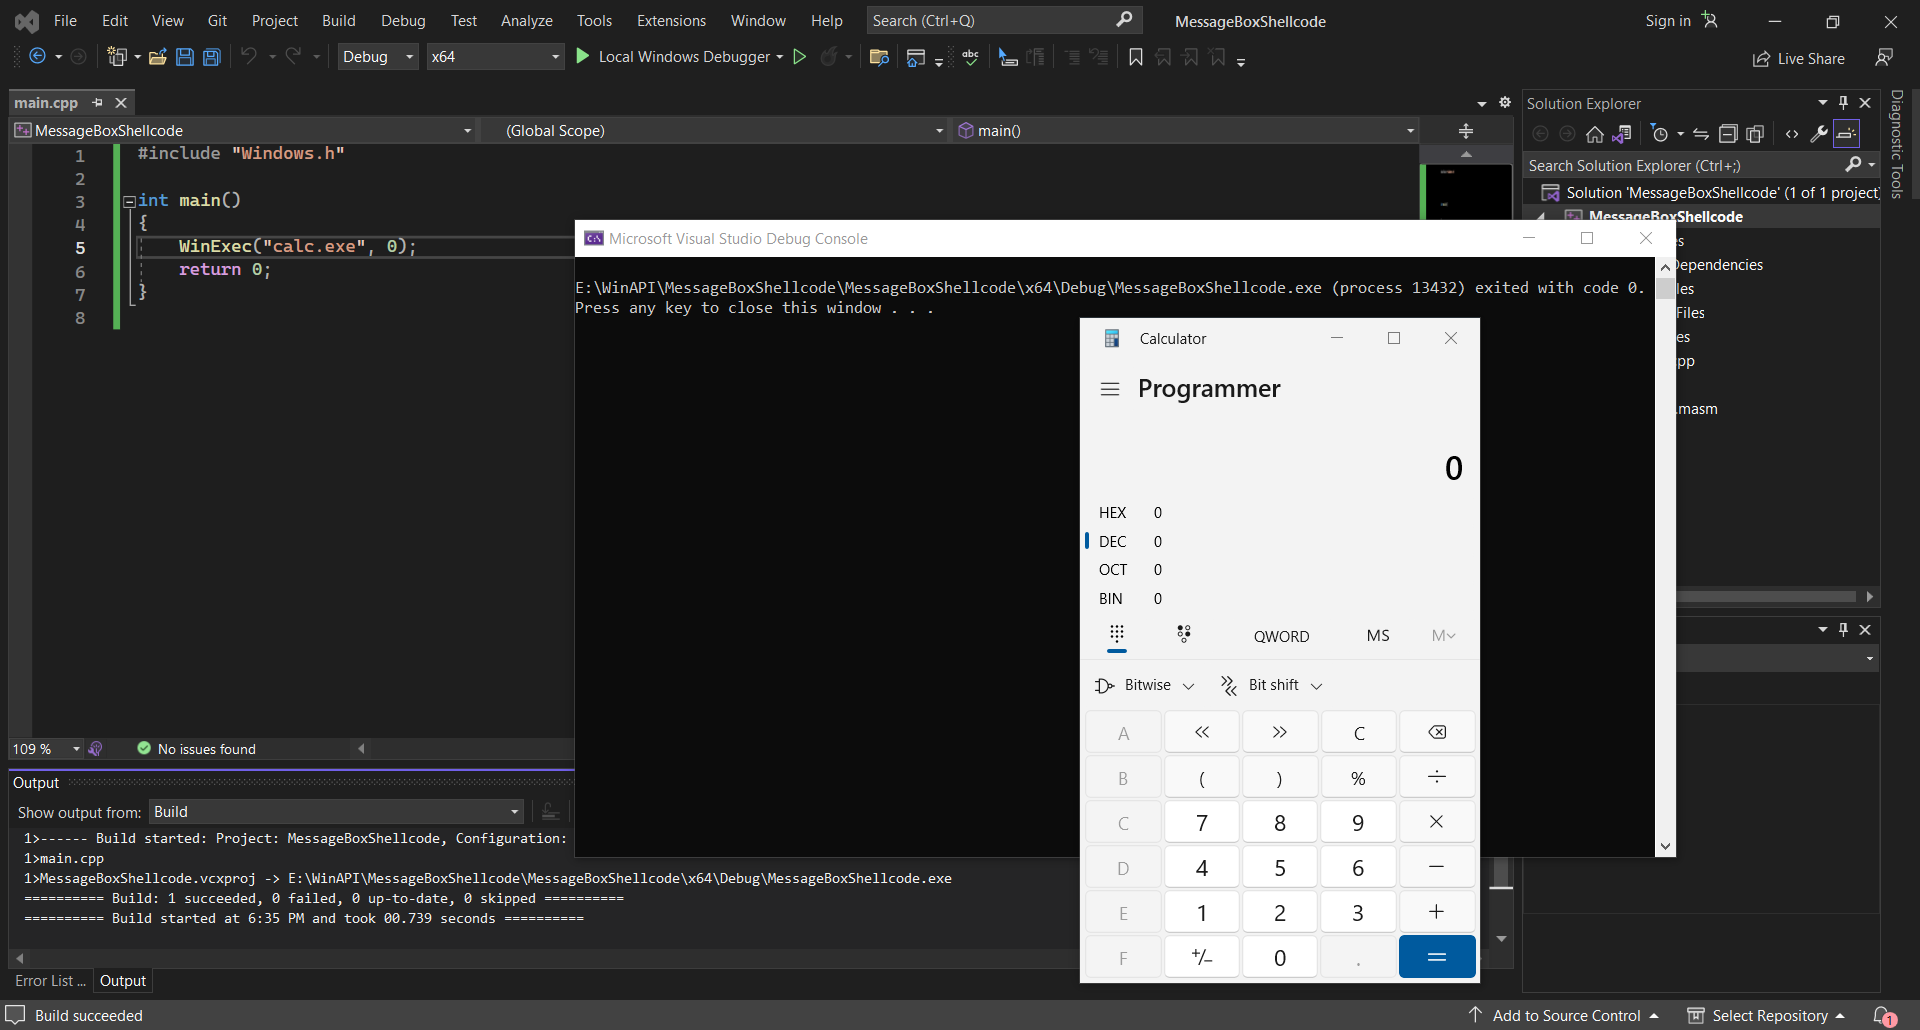 File Edit View Git Project Build Debug Test Analyze Tools Extensions Window Help Search (Ctrl+Q) MessageBoxShellcode Sign in
Debug x64 Local Windows Debugger abc Live Share
main.cpp
MessageBoxShellcode (Global Scope) main()
1 #include "Windows.h"
2
3 int main()
4 {
5 WinExec("calc.exe", 0);
6 return 0;
7 }
8
109 % No issues found
Output
Show output from: Build
1>------ Build started: Project: MessageBoxShellcode, Configuration:
1>main.cpp
1>MessageBoxShellcode.vcxproj -> E:\WinAPI\MessageBoxShellcode\MessageBoxShellcode\x64\Debug\MessageBoxShellcode.exe
========== Build: 1 succeeded, 0 failed, 0 up-to-date, 0 skipped ==========
========== Build started at 6:35 PM and took 00.739 seconds ==========
Error List ... Output
Microsoft Visual Studio Debug Console
E:\WinAPI\MessageBoxShellcode\MessageBoxShellcode\x64\Debug\MessageBoxShellcode.exe (process 13432) exited with code 0.
Press any key to close this window . . .
Calculator
Programmer
0
HEX 0
DEC 0
OCT 0
BIN 0
QWORD MS M
Bitwise Bit shift
A << >> C
B ( ) % ÷
C 7 8 9 ×
D 4 5 6 −
E 1 2 3 +
F +/− 0 . =
Solution Explorer
Search Solution Explorer (Ctrl+;)
Solution 'MessageBoxShellcode' (1 of 1 project)
MessageBoxShellcode
es
Dependencies
les
Files
es
pp
.masm
Diagnostic Tools
Build succeeded Add to Source Control Select Repository 1